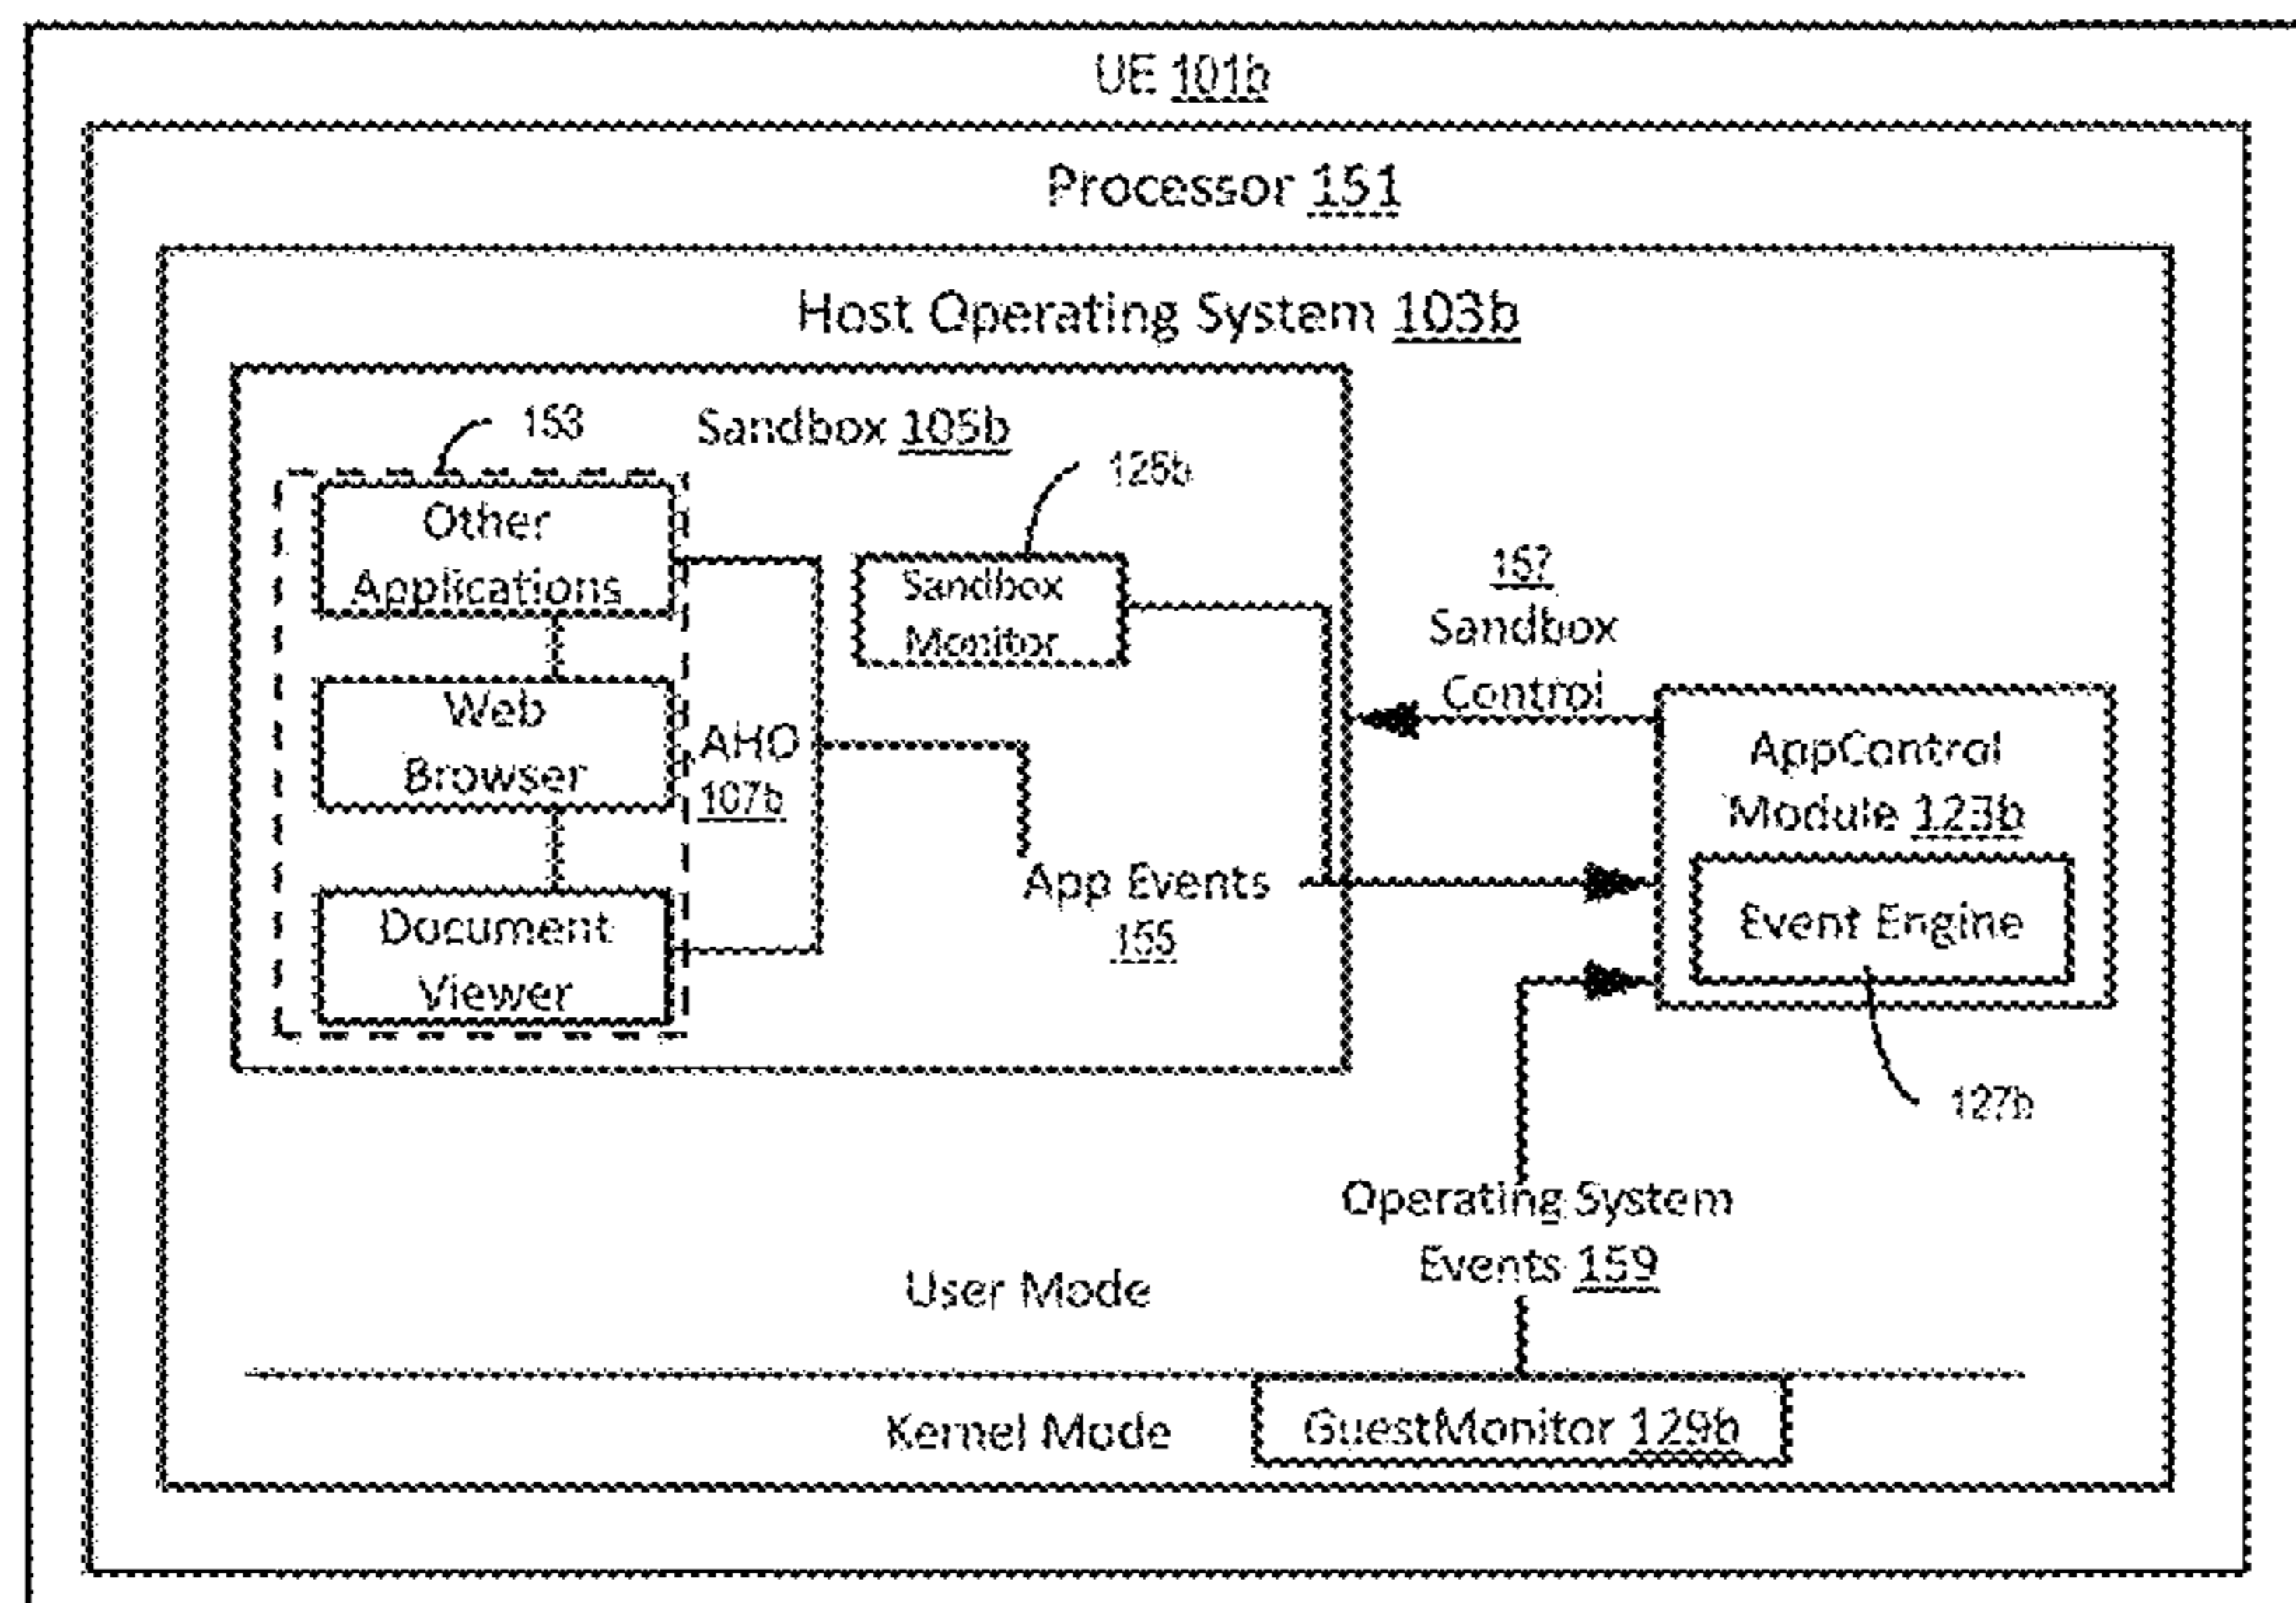 UE 101b
Processor 151
Host Operating System 103b
153
Sandbox 105b
125b
Other
Applications
Sandbox
Monitor
157
Sandbox
Control
Web
Browser
AHO
107b
AppControl
Module 123b
App Events
155
Event Engine
Document
Viewer
127b
Operating System
Events 159
User Mode
Kernel Mode
GuestMonitor 129b